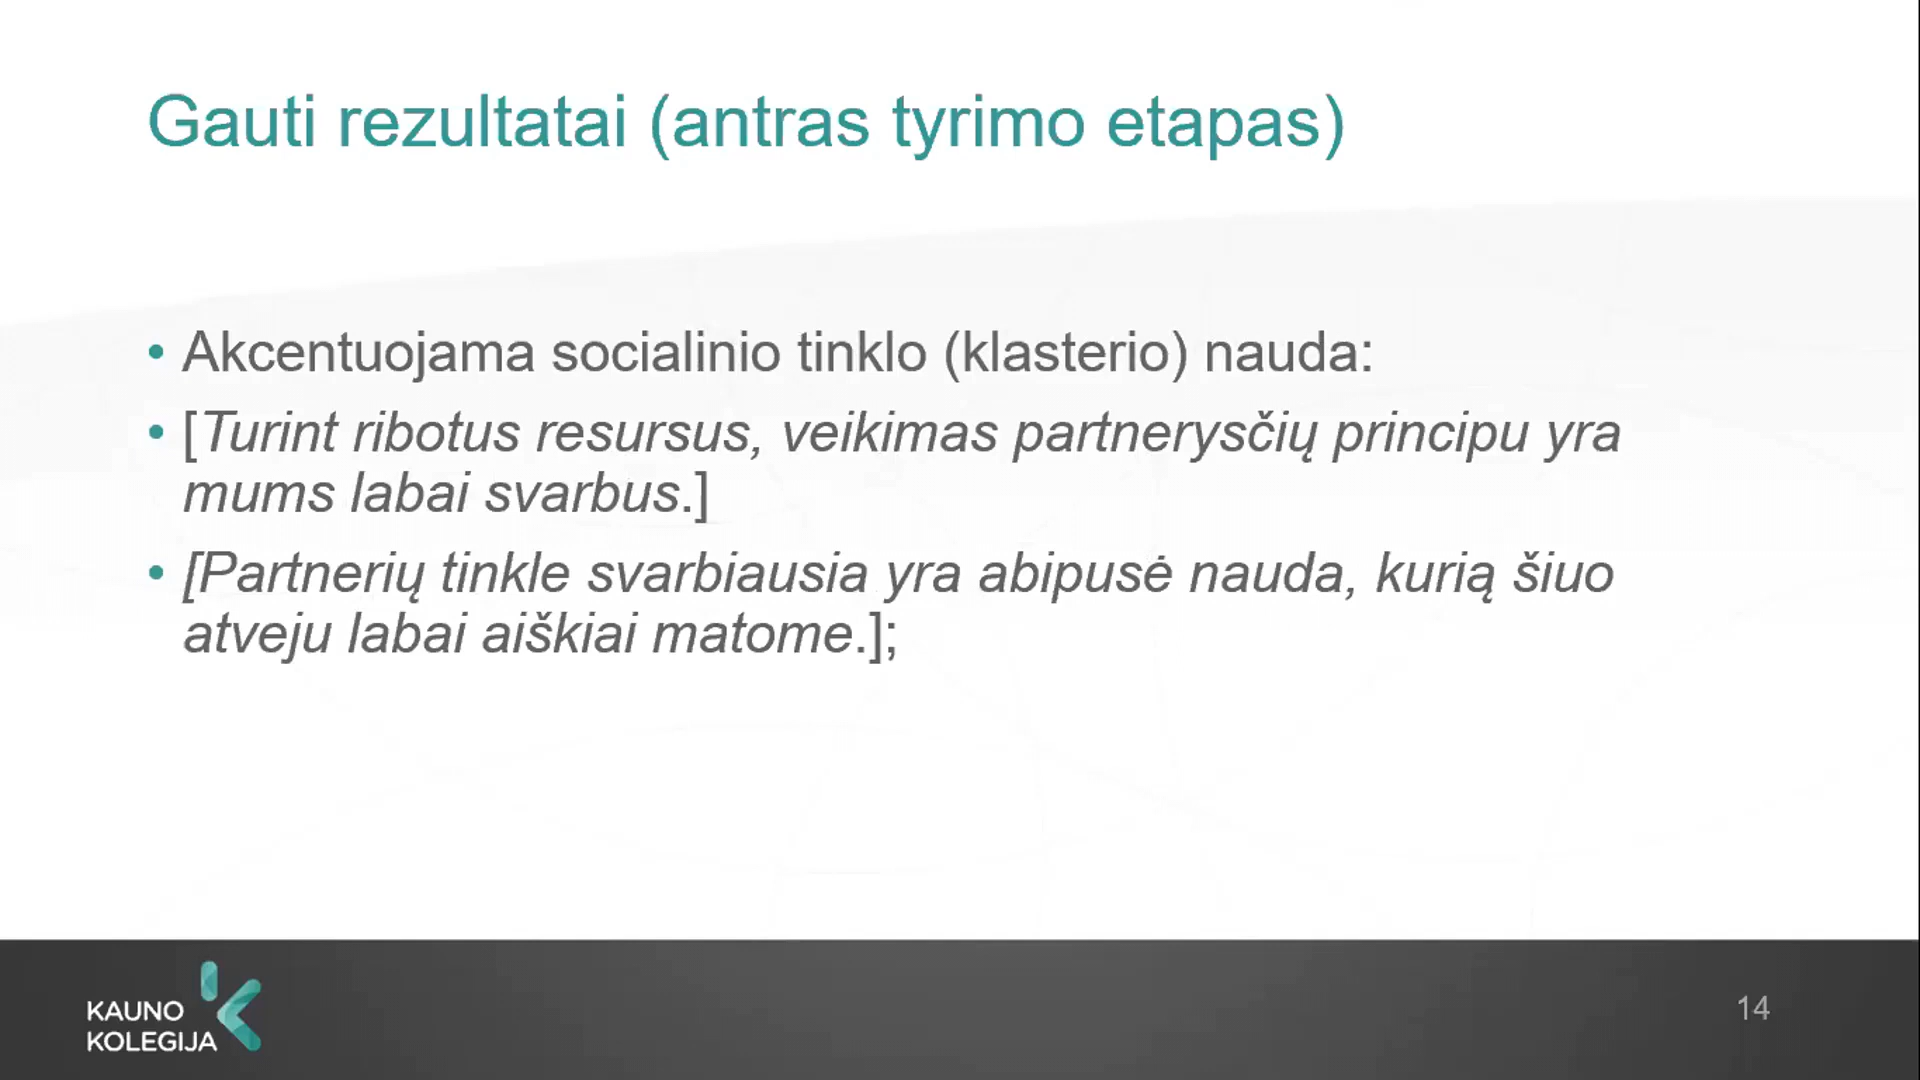 Gauti rezultatai (antras tyrimo etapas)
• Akcentuojama socialinio tinklo (klasterio) nauda:
• [Turint ribotus resursus, veikimas partnerysčių principu yra
mums labai svarbus.]
• [Partnerių tinkle svarbiausia yra abipusė nauda, kurią šiuo
atveju labai aiškiai matome.];
KAUNO
KOLEGIJA
14